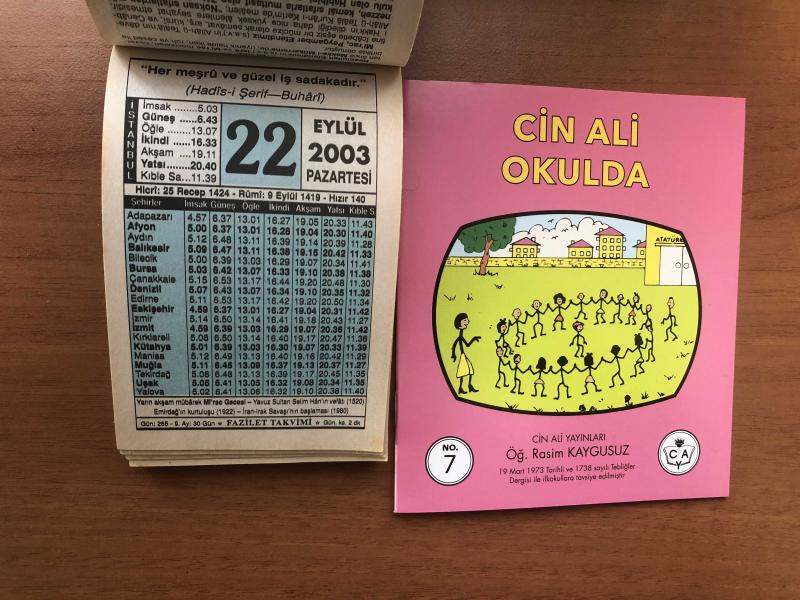 "Her meşrû ve güzel iş sadakadır."
(Hadîs-i Şerif—Buhârî)
İSTANBUL
İmsak ........5.03
Güneş ......6.43
Öğle ........13.07
İkindi ......16.33
Akşam ....19.11
Yatsı.......20.40
Kıble Sa...11.39
22
EYLÜL
2003
PAZARTESİ
Hicrî: 25 Recep 1424 - Rûmî: 9 Eylül 1419 - Hızır 140
Şehirler İmsak Güneş Öğle İkindi Akşam Yatsı Kıble S
Adapazarı 4.57 6.37 13.01 16.27 19.05 20.33 11.43
Afyon 5.00 6.37 13.01 16.28 19.04 20.30 11.40
Aydın 5.12 6.48 13.11 16.39 19.14 20.39 11.28
Balıkesir 5.09 6.47 13.11 16.38 19.15 20.42 11.33
Bilecik 5.00 6.39 13.03 16.29 19.07 20.34 11.41
Bursa 5.03 6.42 13.07 16.33 19.10 20.38 11.38
Çanakkale 5.15 6.53 13.17 16.44 19.20 20.48 11.30
Denizli 5.07 6.43 13.07 16.34 19.10 20.35 11.32
Edirne 5.11 6.53 13.17 16.42 19.20 20.50 11.34
Eskişehir 4.59 6.37 13.01 16.27 19.04 20.31 11.42
İzmir 5.14 6.50 13.14 16.41 19.18 20.43 11.27
İzmit 4.59 6.39 13.03 16.29 19.07 20.36 11.42
Kırklareli 5.08 6.50 13.14 16.40 19.17 20.47 11.36
Kütahya 5.01 6.39 13.03 16.30 19.07 20.33 11.39
Manisa 5.12 6.49 13.13 16.40 19.16 20.42 11.29
Muğla 5.11 6.46 13.09 16.37 19.13 20.37 11.27
Tekirdağ 5.08 6.48 13.13 16.39 19.17 20.45 11.35
Uşak 5.05 6.41 13.05 16.32 19.08 20.34 11.35
Yalova 5.02 6.41 13.06 16.32 19.10 20.38 11.40
Yarın akşam mübârek Mi'rac Gecesi – Yavuz Sultan Selim Hân'ın vefâtı (1520)
Emirdağ'ın kurtuluşu (1922) – İran-Irak Savaşı'nın başlaması (1980)
Gün: 265 - 9. Ay: 30 Gün ★ FAZİLET TAKVİMİ ★ Gün, ks. 2 dk
CİN ALİ
OKULDA
ATATÜRK
NO.
7
CİN ALİ YAYINLARI
Öğ. Rasim KAYGUSUZ
19 Mart 1973 Tarihli ve 1738 sayılı Tebliğler
Dergisi ile ilkokullara tavsiye edilmiştir
C A
Y